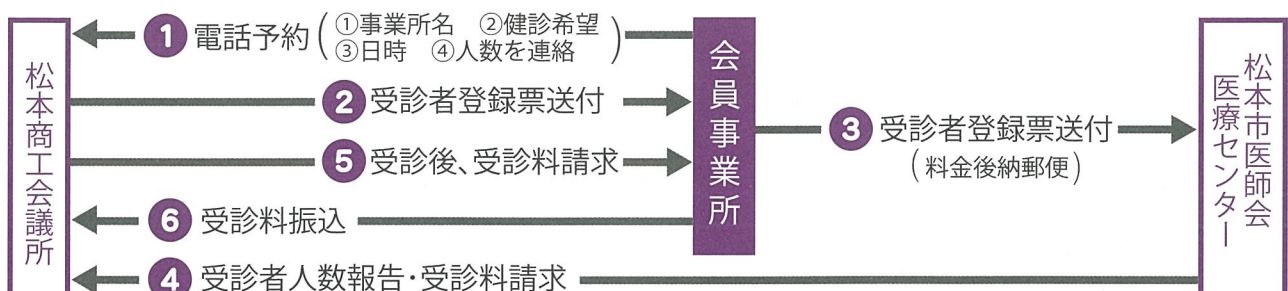 松本商工会議所
1 電話予約(①事業所名 ②健診希望
③日時 ④人数を連絡)
2 受診者登録票送付
5 受診後、受診料請求
6 受診料振込
4 受診者人数報告・受診料請求
会員事業所
3 受診者登録票送付
(料金後納郵便)
松本市医師会
医療センター